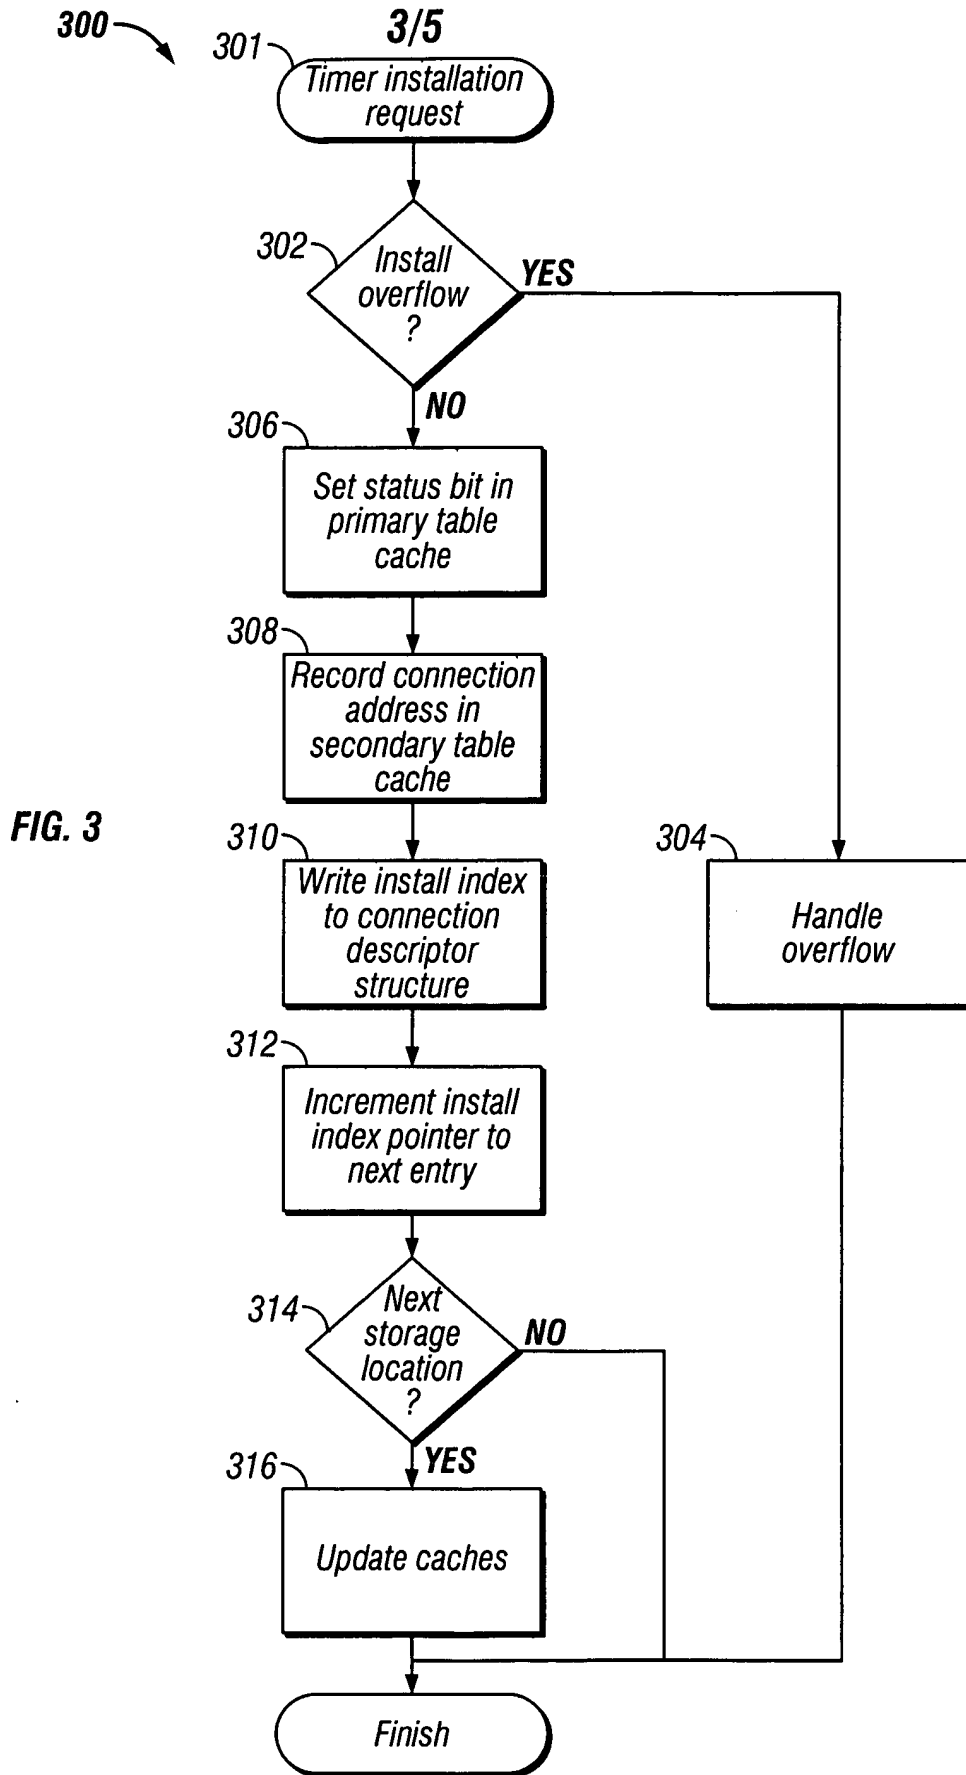 300
3/5
301
Timer installation
request
302
Install
overflow
?
YES
NO
306
Set status bit in
primary table
cache
308
Record connection
address in
secondary table
cache
FIG. 3
310
Write install index
to connection
descriptor
structure
304
Handle
overflow
312
Increment install
index pointer to
next entry
314
Next
storage
location
?
NO
YES
316
Update caches
Finish